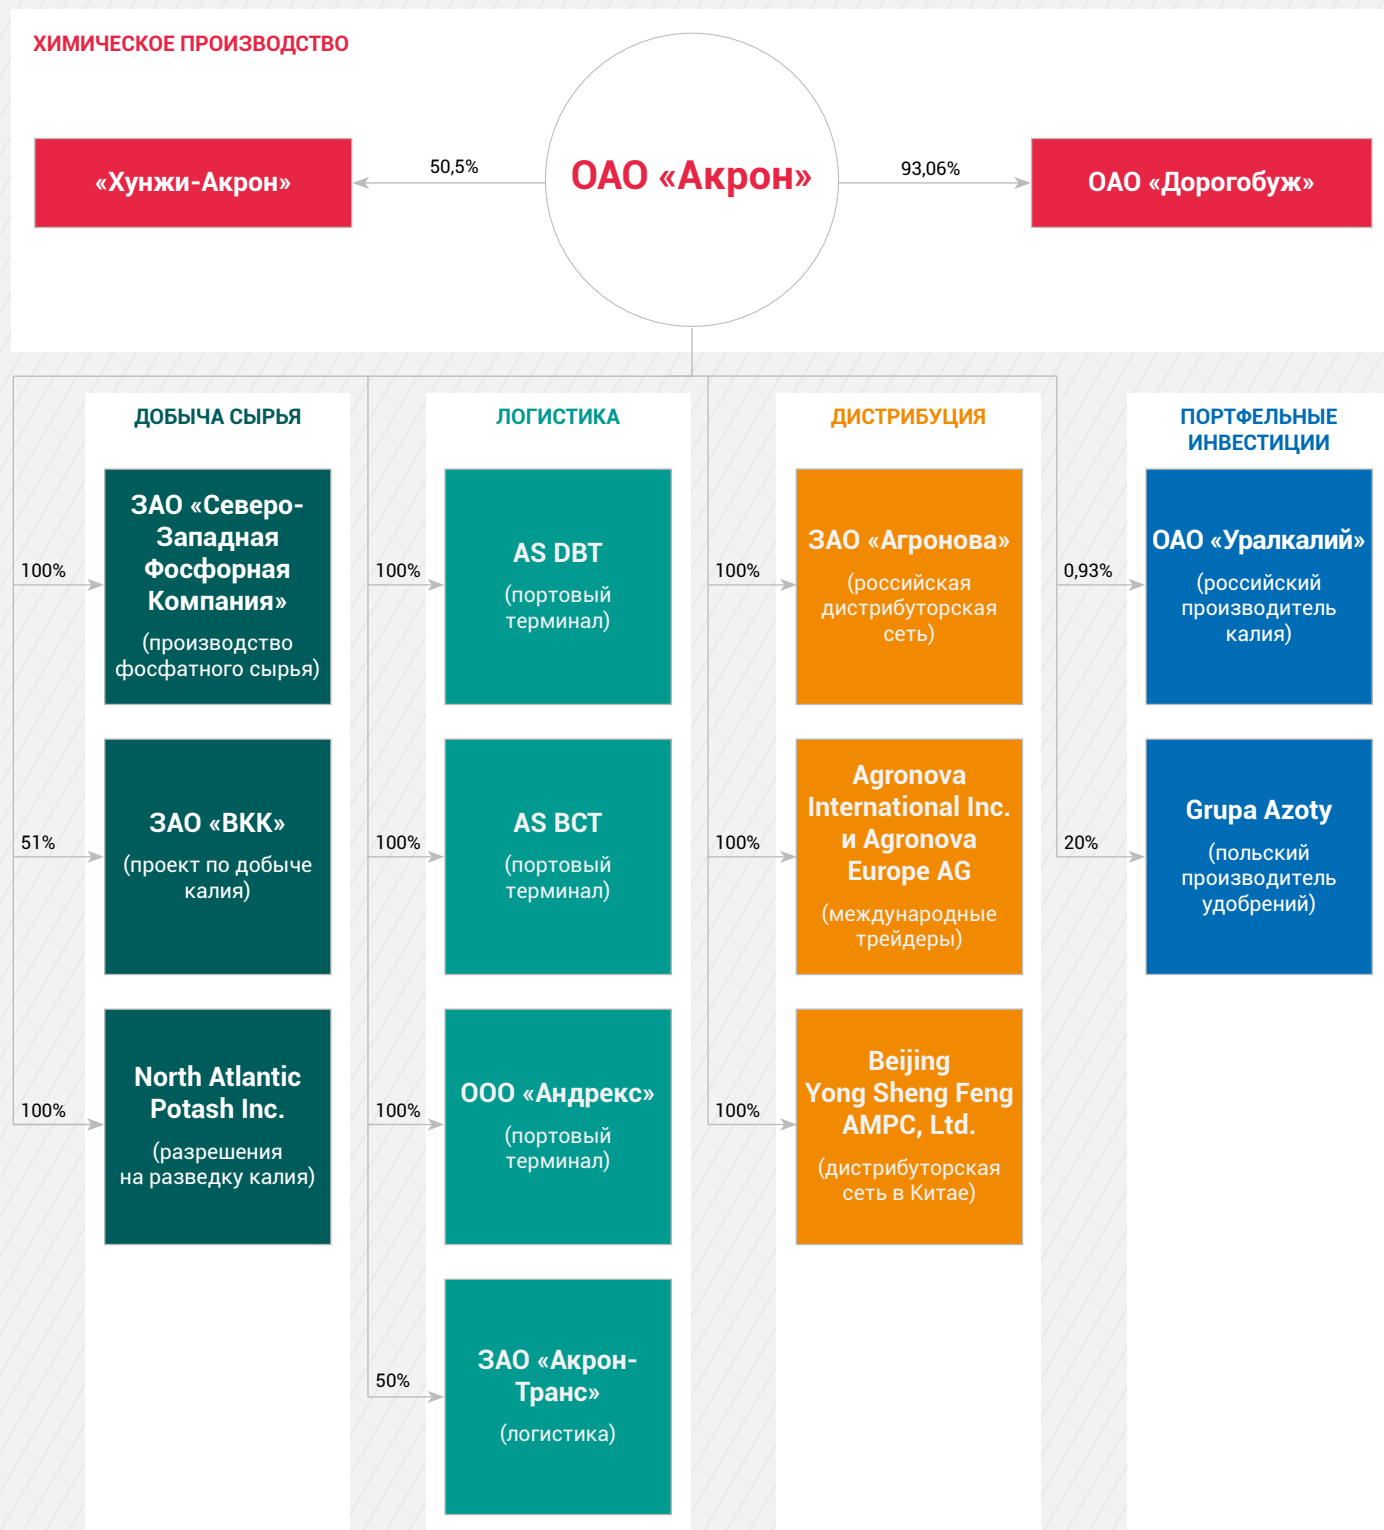 ХИМИЧЕСКОЕ ПРОИЗВОДСТВО
«Хунжи-Акрон»
50,5%
ОАО «Акрон»
93,06%
ОАО «Дорогобуж»
ДОБЫЧА СЫРЬЯ
100%
ЗАО «Северо-
Западная
Фосфорная
Компания»
(производство
фосфатного сырья)
51%
ЗАО «ВКК»
(проект по добыче
калия)
100%
North Atlantic
Potash Inc.
(разрешения
на разведку калия)
ЛОГИСТИКА
100%
AS DBT
(портовый
терминал)
100%
AS BCT
(портовый
терминал)
100%
ООО «Андрекс»
(портовый
терминал)
50%
ЗАО «Акрон-
Транс»
(логистика)
ДИСТРИБУЦИЯ
100%
ЗАО «Агронова»
(российская
дистрибуторская
сеть)
100%
Agronova
International Inc.
и Agronova
Europe AG
(международные
трейдеры)
100%
Beijing
Yong Sheng Feng
AMPC, Ltd.
(дистрибуторская
сеть в Китае)
ПОРТФЕЛЬНЫЕ
ИНВЕСТИЦИИ
0,93%
ОАО «Уралкалий»
(российский
производитель
калия)
20%
Grupa Azoty
(польский
производитель
удобрений)